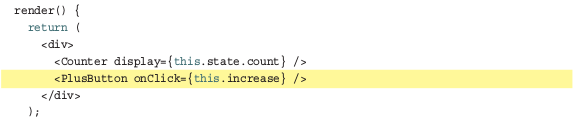 render() {
return (
<div>
<Counter display={this.state.count} />
<PlusButton onClick={this.increase} />
</div>
);